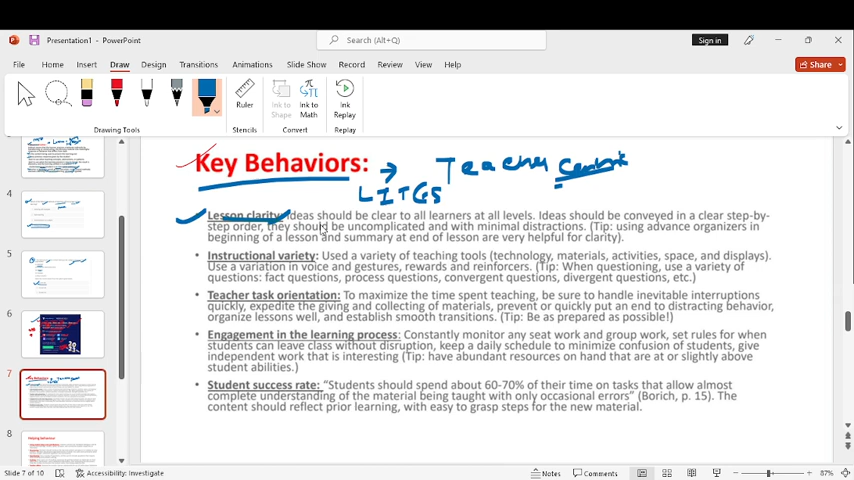 Presentation1 - PowerPoint
Search (Alt+Q)
Sign in
File Home Insert Draw Design Transitions Animations Slide Show Record Review View Help
Share
Ruler
Ink to Shape
Ink to Math
Ink Replay
Drawing Tools
Stencils
Convert
Replay
4
5
6
7
8
Key Behaviors:
→ Teacher
LITES
Lesson clarity: Ideas should be clear to all learners at all levels. Ideas should be conveyed in a clear step-by-
step order, they should be uncomplicated and with minimal distractions. (Tip: using advance organizers in
beginning of a lesson and summary at end of lesson are very helpful for clarity).
• Instructional variety: Used a variety of teaching tools (technology, materials, activities, space, and displays).
Use a variation in voice and gestures, rewards and reinforcers. (Tip: When questioning, use a variety of
questions: fact questions, process questions, convergent questions, divergent questions, etc.)
• Teacher task orientation: To maximize the time spent teaching, be sure to handle inevitable interruptions
quickly, expedite the giving and collecting of materials, prevent or quickly put an end to distracting behavior,
organize lessons well, and establish smooth transitions. (Tip: Be as prepared as possible!)
• Engagement in the learning process: Constantly monitor any seat work and group work, set rules for when
students can leave class without disruption, keep a daily schedule to minimize confusion of students, give
independent work that is interesting (Tip: have abundant resources on hand that are at or slightly above
student abilities.)
• Student success rate: "Students should spend about 60-70% of their time on tasks that allow almost
complete understanding of the material being taught with only occasional errors" (Borich, p. 15). The
content should reflect prior learning, with easy to grasp steps for the new material.
Slide 7 of 10
Accessibility: Investigate
Notes
Comments
87%